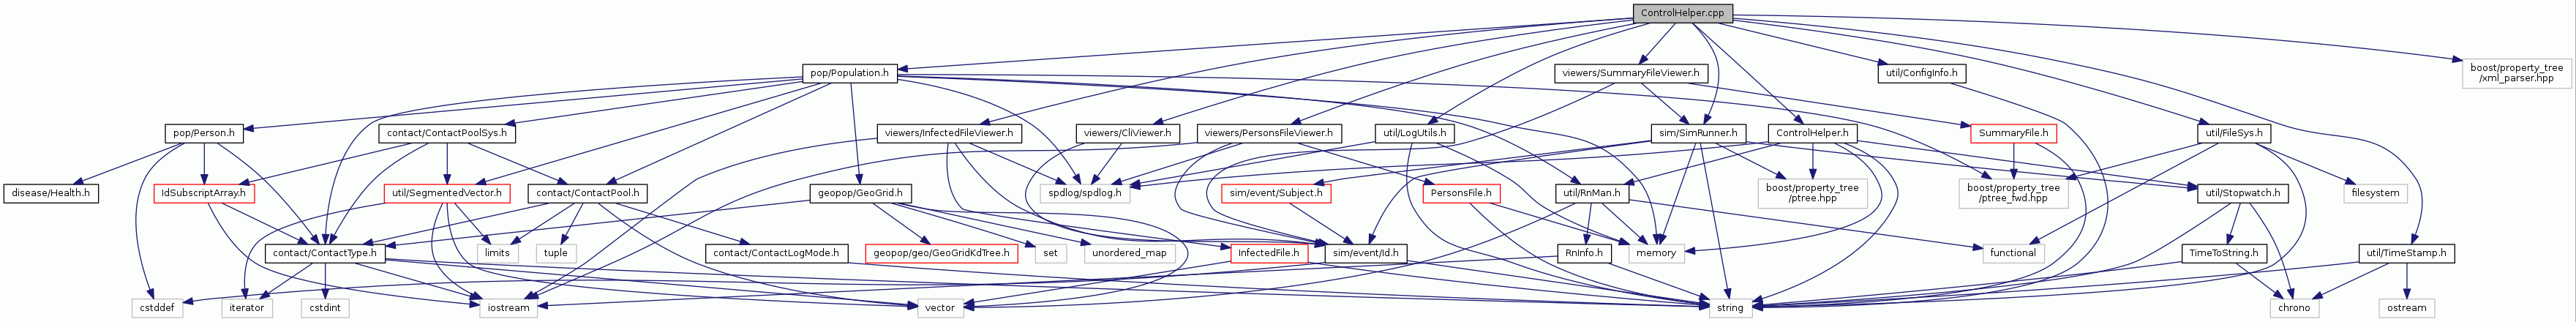 ControlHelper.cpp
pop/Population.h
viewers/SummaryFileViewer.h
util/ConfigInfo.h
boost/property_tree
/xml_parser.hpp
pop/Person.h
contact/ContactPoolSys.h
viewers/InfectedFileViewer.h
viewers/CliViewer.h
viewers/PersonsFileViewer.h
util/LogUtils.h
sim/SimRunner.h
ControlHelper.h
SummaryFile.h
util/FileSys.h
disease/Health.h
IdSubscriptArray.h
util/SegmentedVector.h
contact/ContactPool.h
geopop/GeoGrid.h
spdlog/spdlog.h
sim/event/Subject.h
PersonsFile.h
util/RnMan.h
boost/property_tree
/ptree.hpp
boost/property_tree
/ptree_fwd.hpp
util/Stopwatch.h
filesystem
contact/ContactType.h
limits
tuple
contact/ContactLogMode.h
geopop/geo/GeoGridKdTree.h
set
unordered_map
InfectedFile.h
sim/event/Id.h
RnInfo.h
memory
functional
TimeToString.h
util/TimeStamp.h
cstddef
iterator
cstdint
iostream
vector
string
chrono
ostream